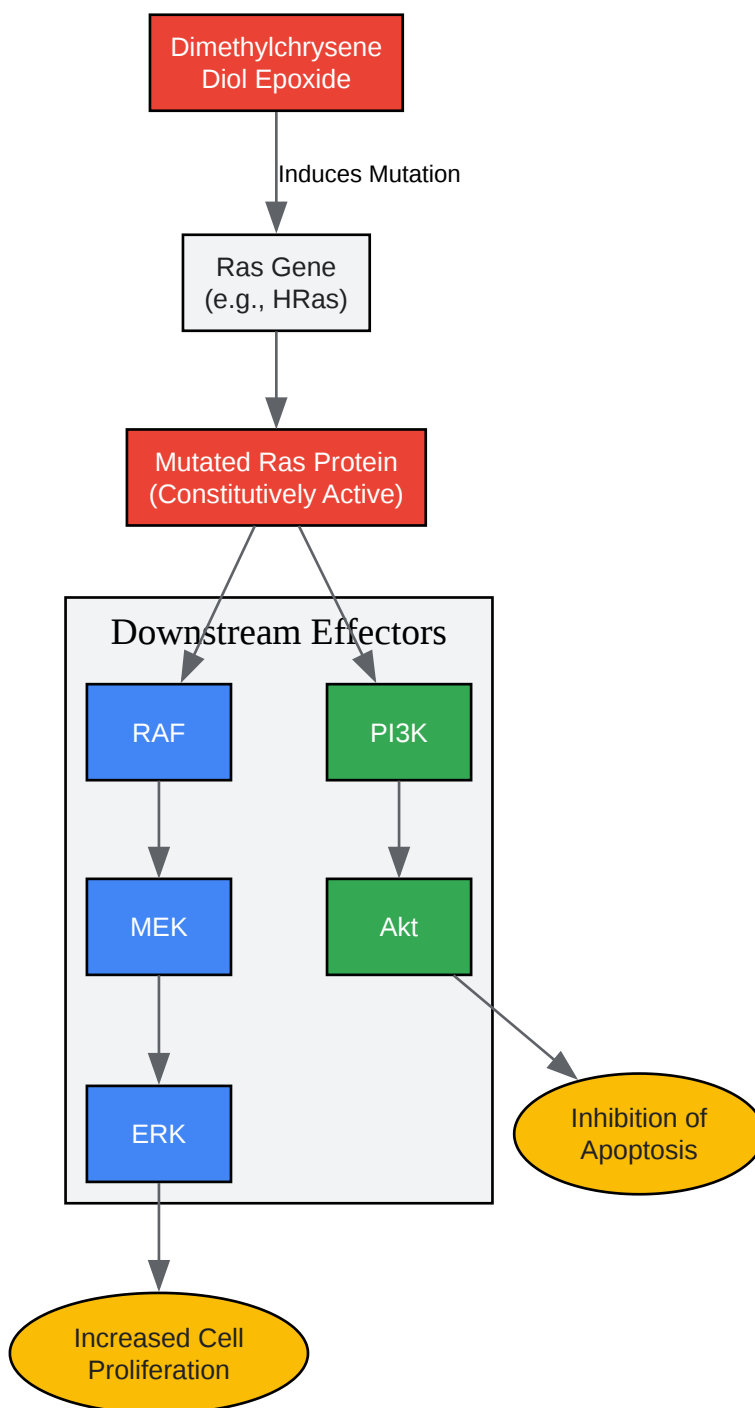 Dimethylchrysene
Diol Epoxide
Induces Mutation
Ras Gene
(e.g., HRas)
Mutated Ras Protein
(Constitutively Active)
Downstream Effectors
RAF
PI3K
MEK
Akt
ERK
Inhibition of
Apoptosis
Increased Cell
Proliferation